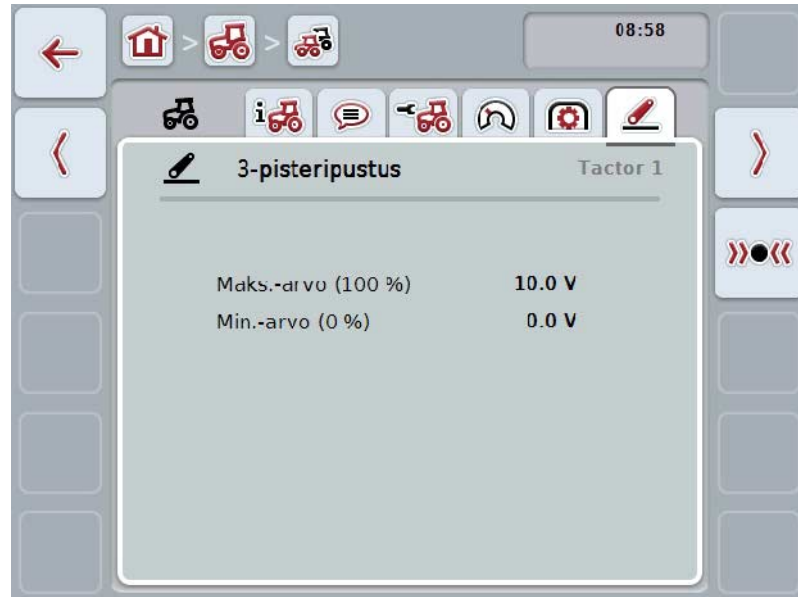 08:58
3-pisteripustus Tactor 1
Maks.-arvo (100 %) 10.0 V
Min.-arvo (0 %) 0.0 V